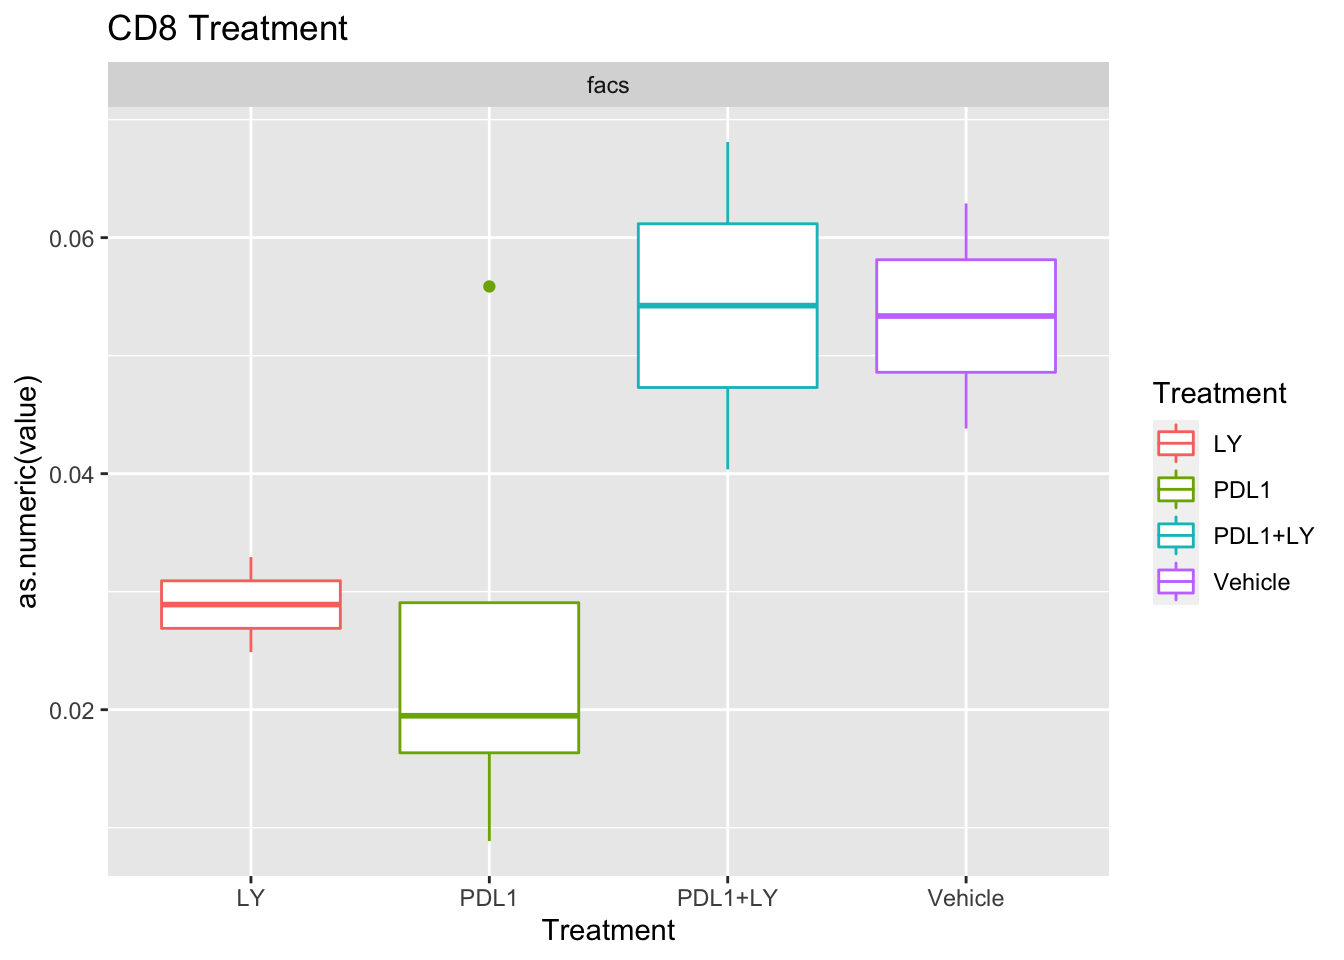 CD8 Treatment
facs
0.06
0.04
0.02
as.numeric(value)
LY
PDL1
PDL1+LY
Vehicle
Treatment
Treatment
LY
PDL1
PDL1+LY
Vehicle